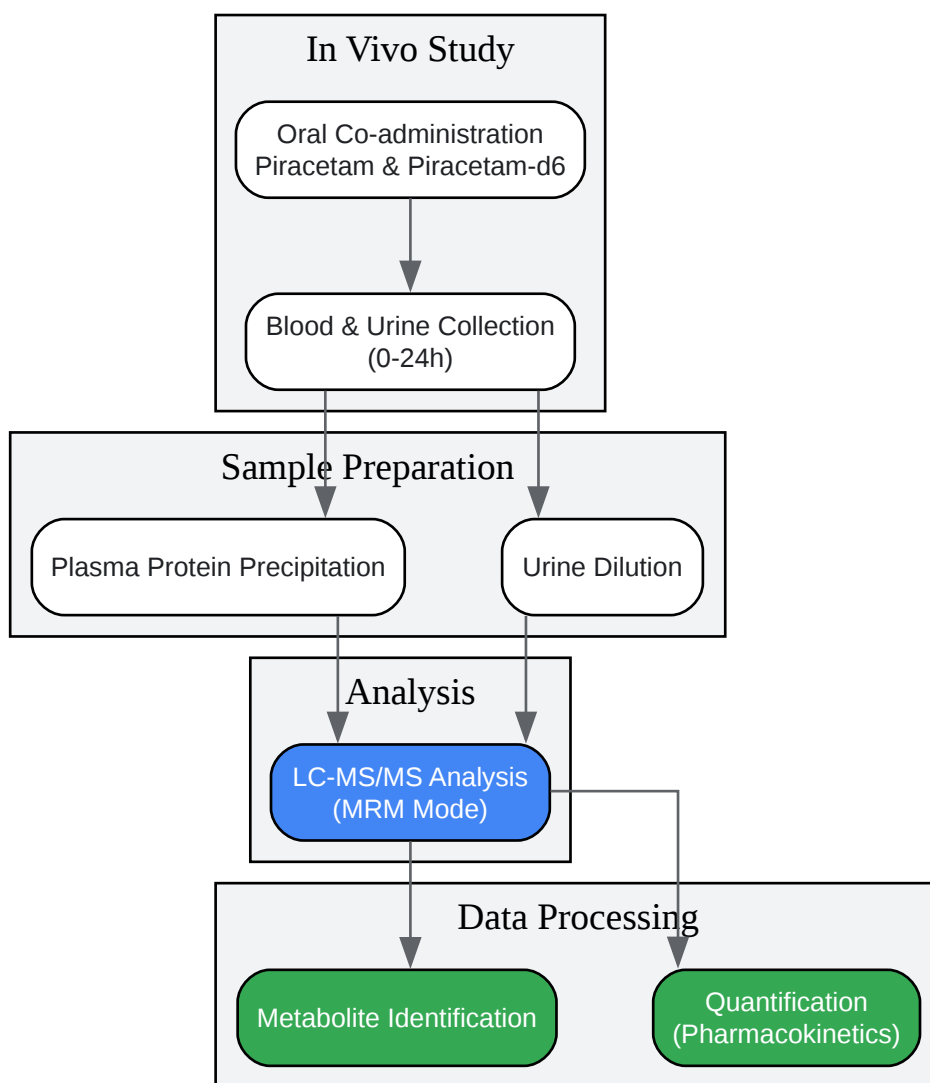 In Vivo Study
Oral Co-administration
Piracetam & Piracetam-d6
Blood & Urine Collection
(0-24h)
Sample Preparation
Plasma Protein Precipitation
Urine Dilution
Analysis
LC-MS/MS Analysis
(MRM Mode)
Data Processing
Metabolite Identification
Quantification
(Pharmacokinetics)